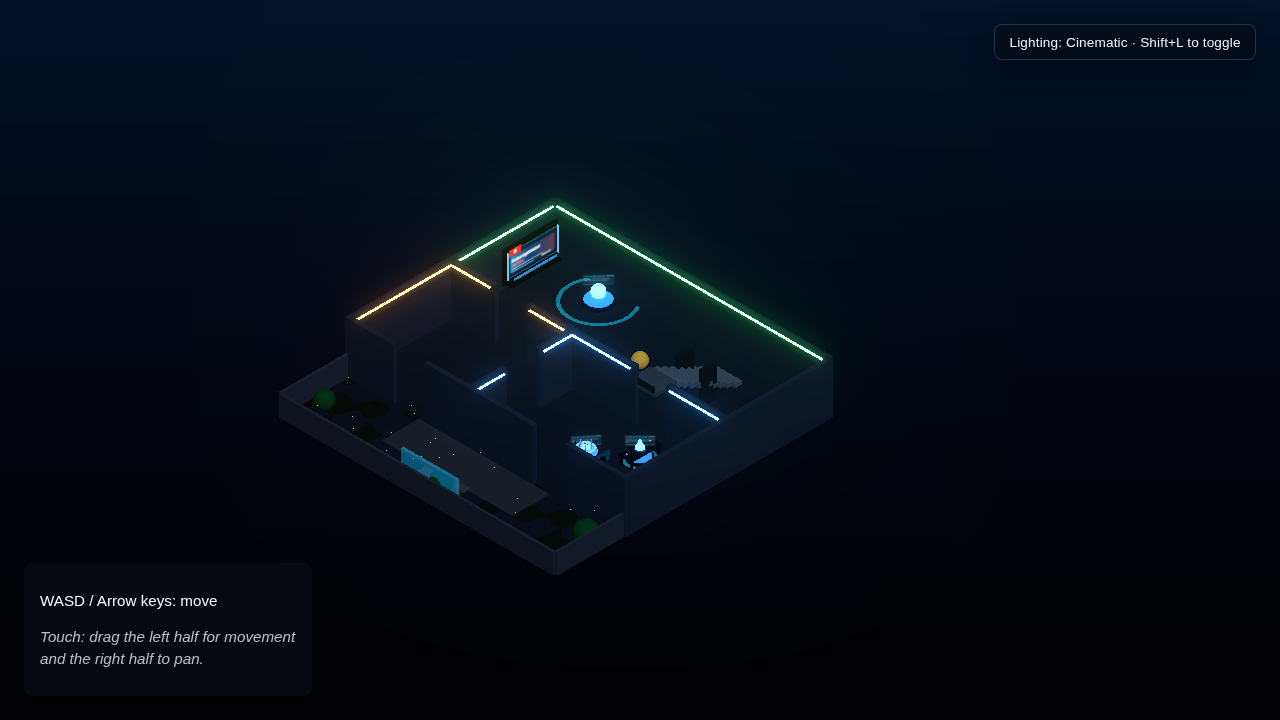 Lighting: Cinematic · Shift+L to toggle
WASD / Arrow keys: move
Touch: drag the left half for movement
and the right half to pan.